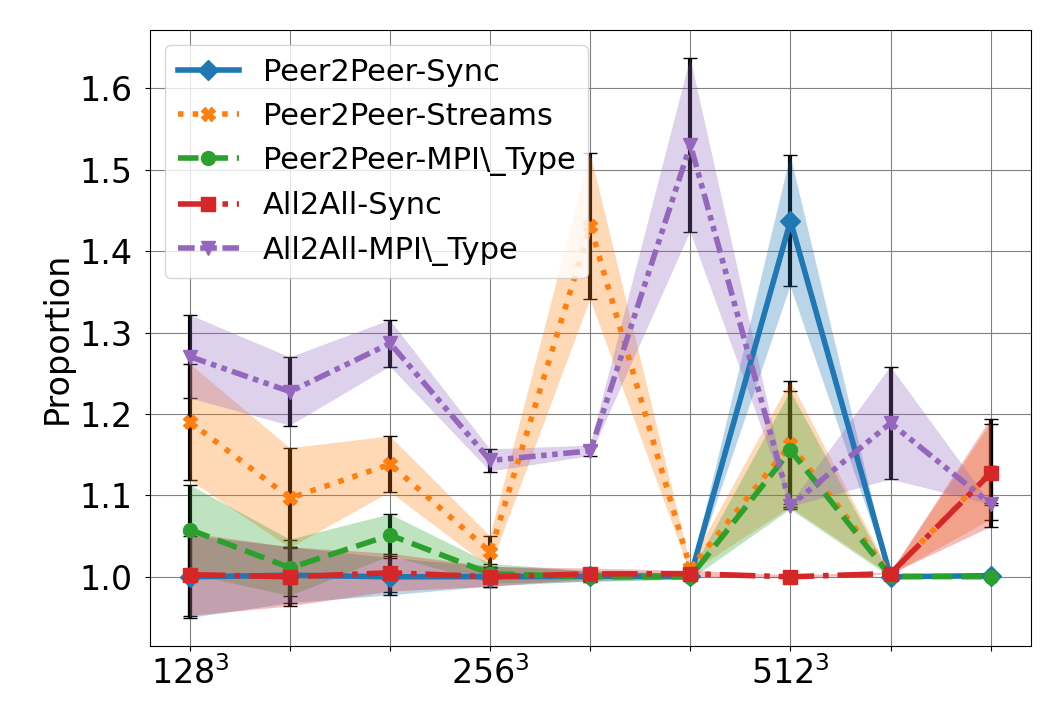 Peer2Peer-Sync
Peer2Peer-Streams
Peer2Peer-MPI\_Type
All2All-Sync
All2All-MPI\_Type
Proportion
1.6
1.5
1.4
1.3
1.2
1.1
1.0
128³ 256³ 512³